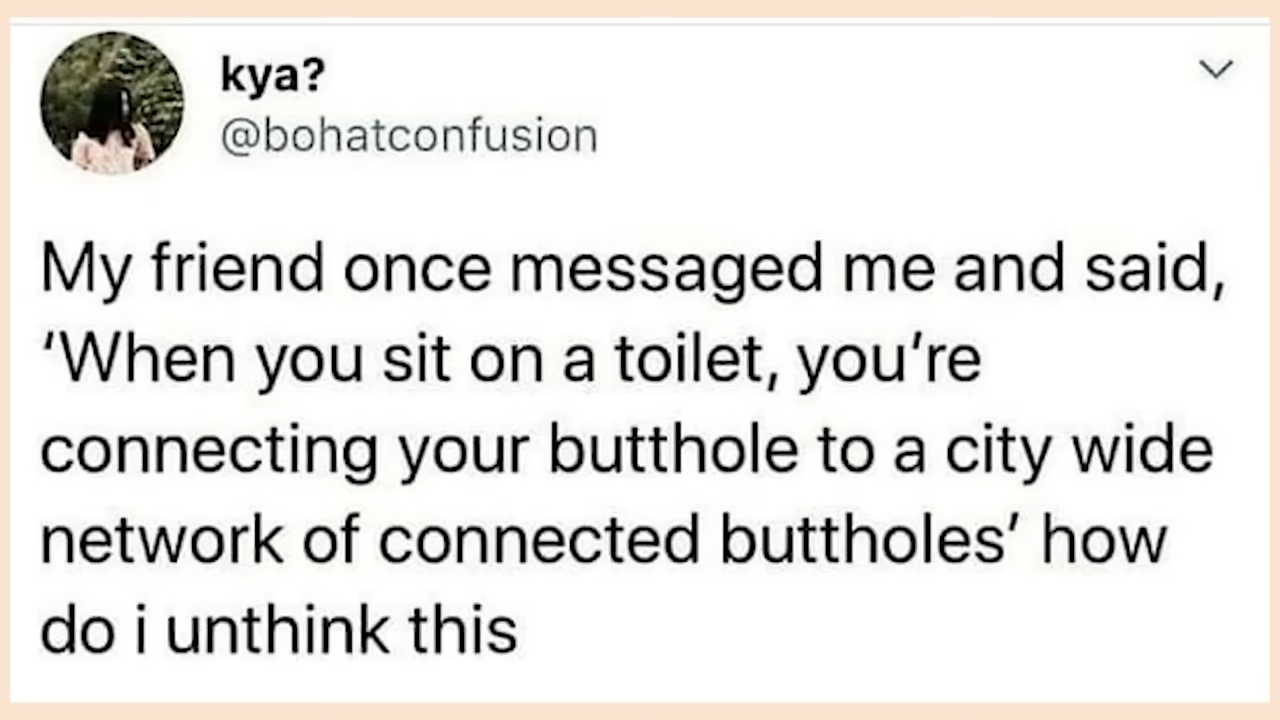 kya?
@bohatconfusion
My friend once messaged me and said,
‘When you sit on a toilet, you’re
connecting your butthole to a city wide
network of connected buttholes’ how
do i unthink this